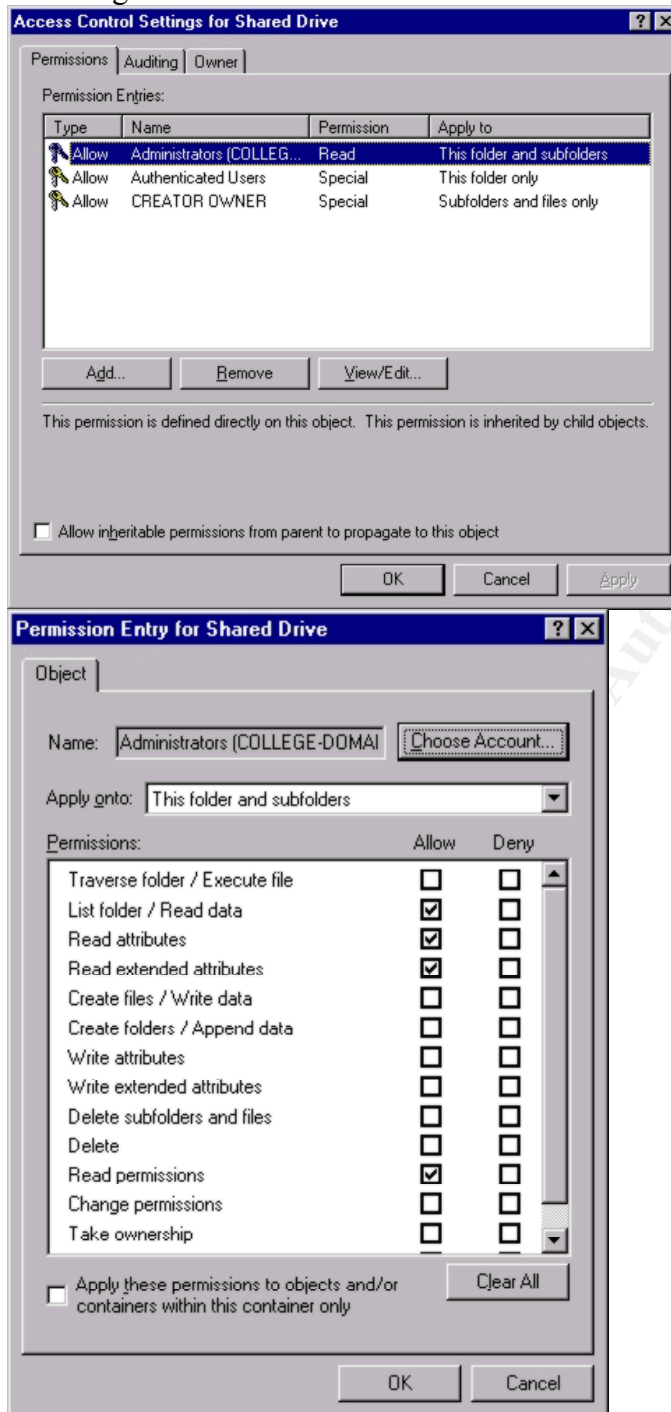 Access Control Settings for Shared Drive
Permissions Auditing Owner
Permission Entries:
Type Name Permission Apply to
Allow Administrators (COLLEG... Read This folder and subfolders
Allow Authenticated Users Special This folder only
Allow CREATOR OWNER Special Subfolders and files only
Add... Remove View/Edit...
This permission is defined directly on this object. This permission is inherited by child objects.
Allow inheritable permissions from parent to propagate to this object
OK Cancel Apply
Permission Entry for Shared Drive
Object
Name: Administrators (COLLEGE-DOMAI Choose Account...
Apply onto: This folder and subfolders
Permissions: Allow Deny
Traverse folder / Execute file
List folder / Read data
Read attributes
Read extended attributes
Create files / Write data
Create folders / Append data
Write attributes
Write extended attributes
Delete subfolders and files
Delete
Read permissions
Change permissions
Take ownership
Apply these permissions to objects and/or
containers within this container only
Clear All
OK Cancel